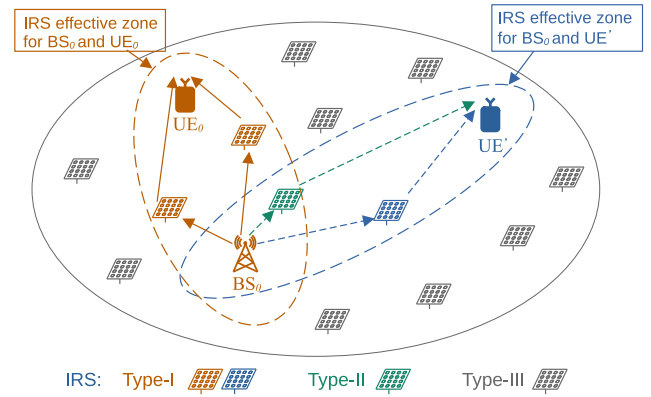 IRS effective zone
for BS₀ and UE₀
IRS effective zone
for BS₀ and UE'
UE₀
UE'
BS₀
IRS: Type-I Type-II Type-III